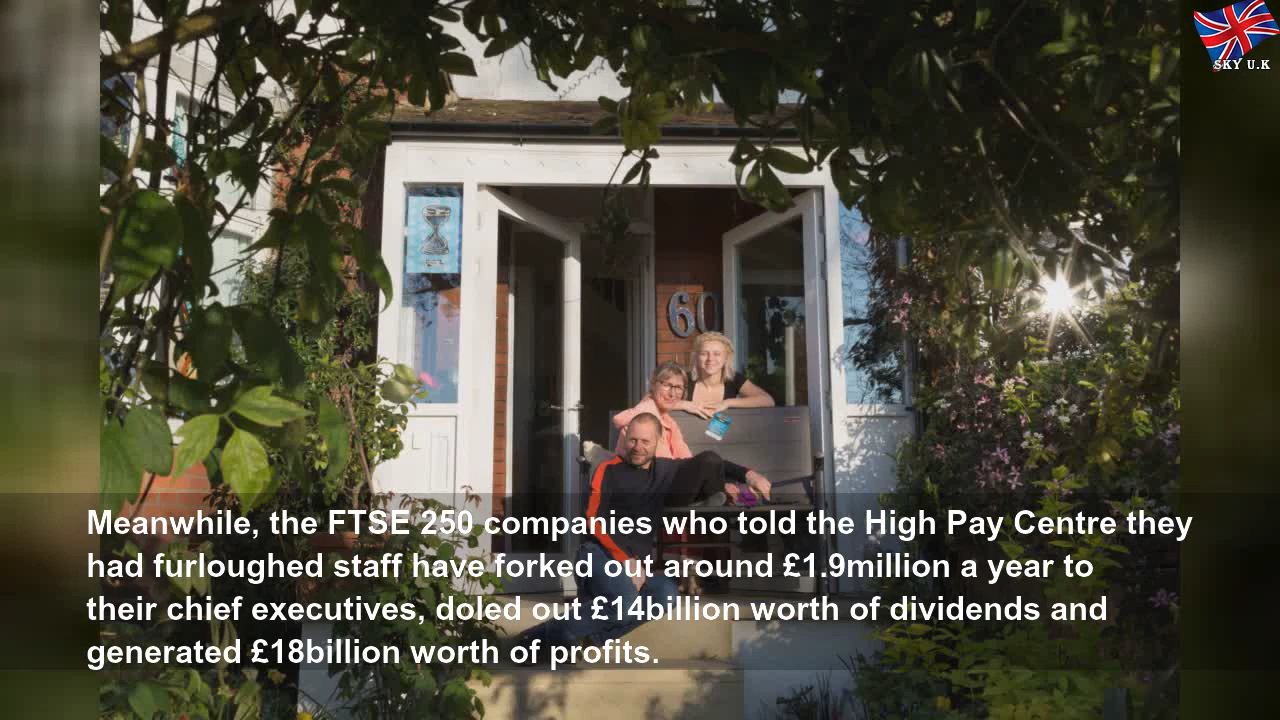 SKY U.K
60
Meanwhile, the FTSE 250 companies who told the High Pay Centre they
had furloughed staff have forked out around £1.9million a year to
their chief executives, doled out £14billion worth of dividends and
generated £18billion worth of profits.